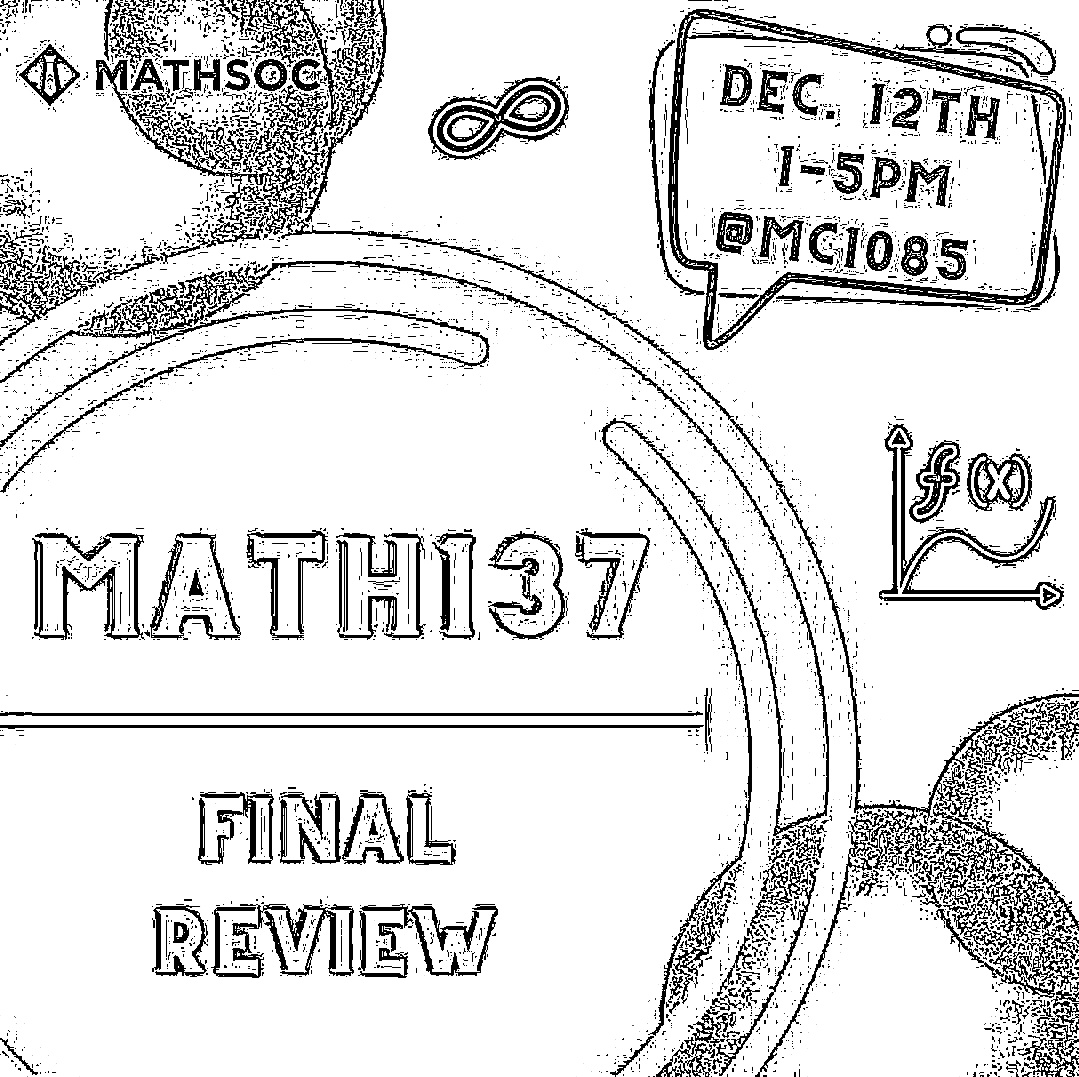 MATHSOC
DEC. 12TH
1-5PM
@MC1085
f(x)
MATH137
FINAL
REVIEW